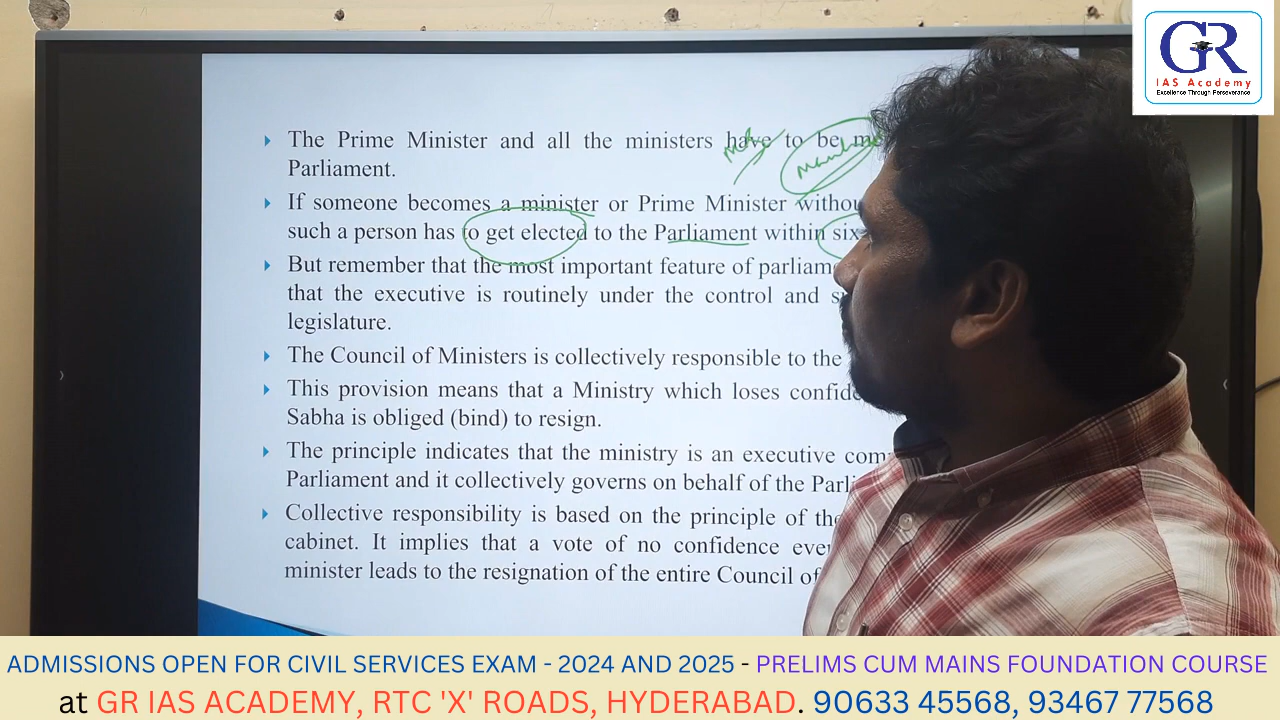 GR
IAS Academy
Excellence Through Perseverance
The Prime Minister and all the ministers have to be
Parliament.
If someone becomes a minister or Prime Minister
such a person has to get elected to the Parliament within six
But remember that the most important feature of
that the executive is routinely under the control and
legislature.
The Council of Ministers is collectively responsible to the
This provision means that a Ministry which loses
Sabha is obliged (bind) to resign.
The principle indicates that the ministry is an executive
Parliament and it collectively governs on behalf of the
Collective responsibility is based on the principle of
cabinet. It implies that a vote of no confidence
minister leads to the resignation of the entire Council of
ADMISSIONS OPEN FOR CIVIL SERVICES EXAM - 2024 AND 2025 - PRELIMS CUM MAINS FOUNDATION COURSE
at GR IAS ACADEMY, RTC 'X' ROADS, HYDERABAD. 90633 45568, 93467 77568